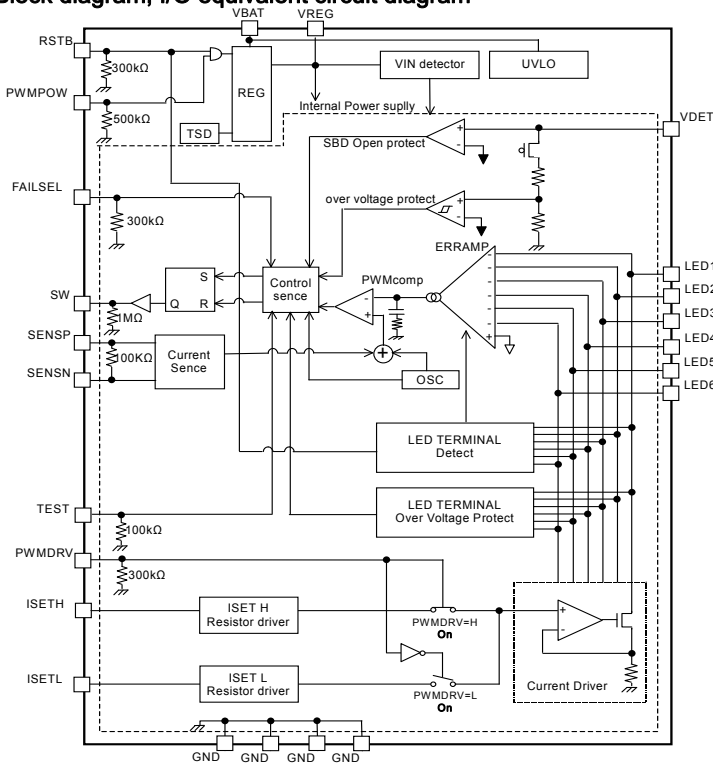 Block diagram, I/O equivalent circuit diagram
VBAT VREG
RSTB
300kΩ
PWMPOW
500kΩ
REG
TSD
VIN detector
UVLO
Internal Power suplly
VDET
SBD Open protect
+
-
FAILSEL
300kΩ
over voltage protect
+
-
ERRAMP
-
-
-
-
-
-
+
LED1
LED2
LED3
LED4
LED5
LED6
S
Q R
Control
sence
PWMcomp
-
+
SW
1MΩ
SENSP
100KΩ
SENSN
Current
Sence
+
OSC
LED TERMINAL
Detect
LED TERMINAL
Over Voltage Protect
TEST
100kΩ
PWMDRV
300kΩ
ISETH
ISET H
Resistor driver
PWMDRV=H
On
+
-
Current Driver
ISETL
ISET L
Resistor driver
PWMDRV=L
On
GND GND GND GND